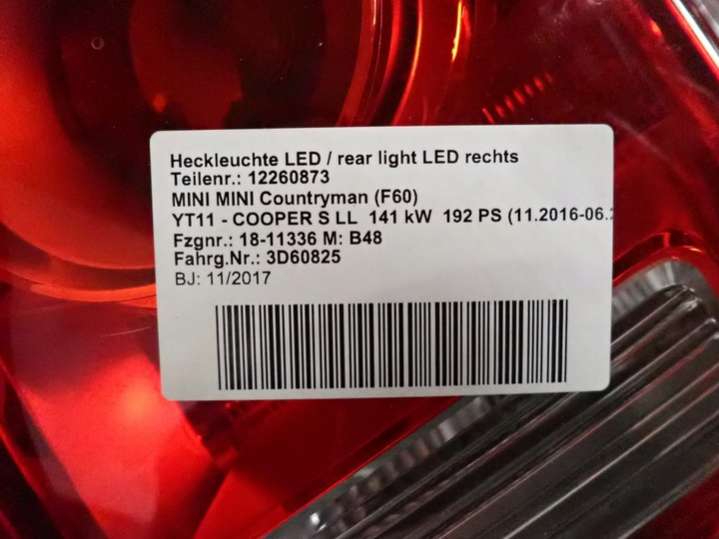 Heckleuchte LED / rear light LED rechts
Teilenr.: 12260873
MINI MINI Countryman (F60)
YT11 - COOPER S LL 141 kW 192 PS (11.2016-06.
Fzgnr.: 18-11336 M: B48
Fahrg.Nr.: 3D60825
BJ: 11/2017